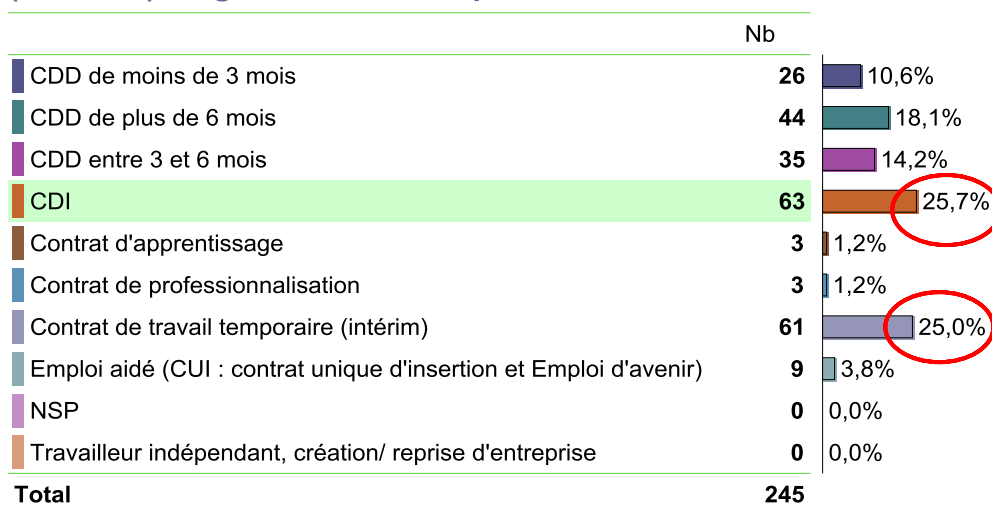 Nb
CDD de moins de 3 mois 26 10,6%
CDD de plus de 6 mois 44 18,1%
CDD entre 3 et 6 mois 35 14,2%
CDI 63 25,7%
Contrat d'apprentissage 3 1,2%
Contrat de professionnalisation 3 1,2%
Contrat de travail temporaire (intérim) 61 25,0%
Emploi aidé (CUI : contrat unique d'insertion et Emploi d'avenir) 9 3,8%
NSP 0 0,0%
Travailleur indépendant, création/ reprise d'entreprise 0 0,0%
Total 245